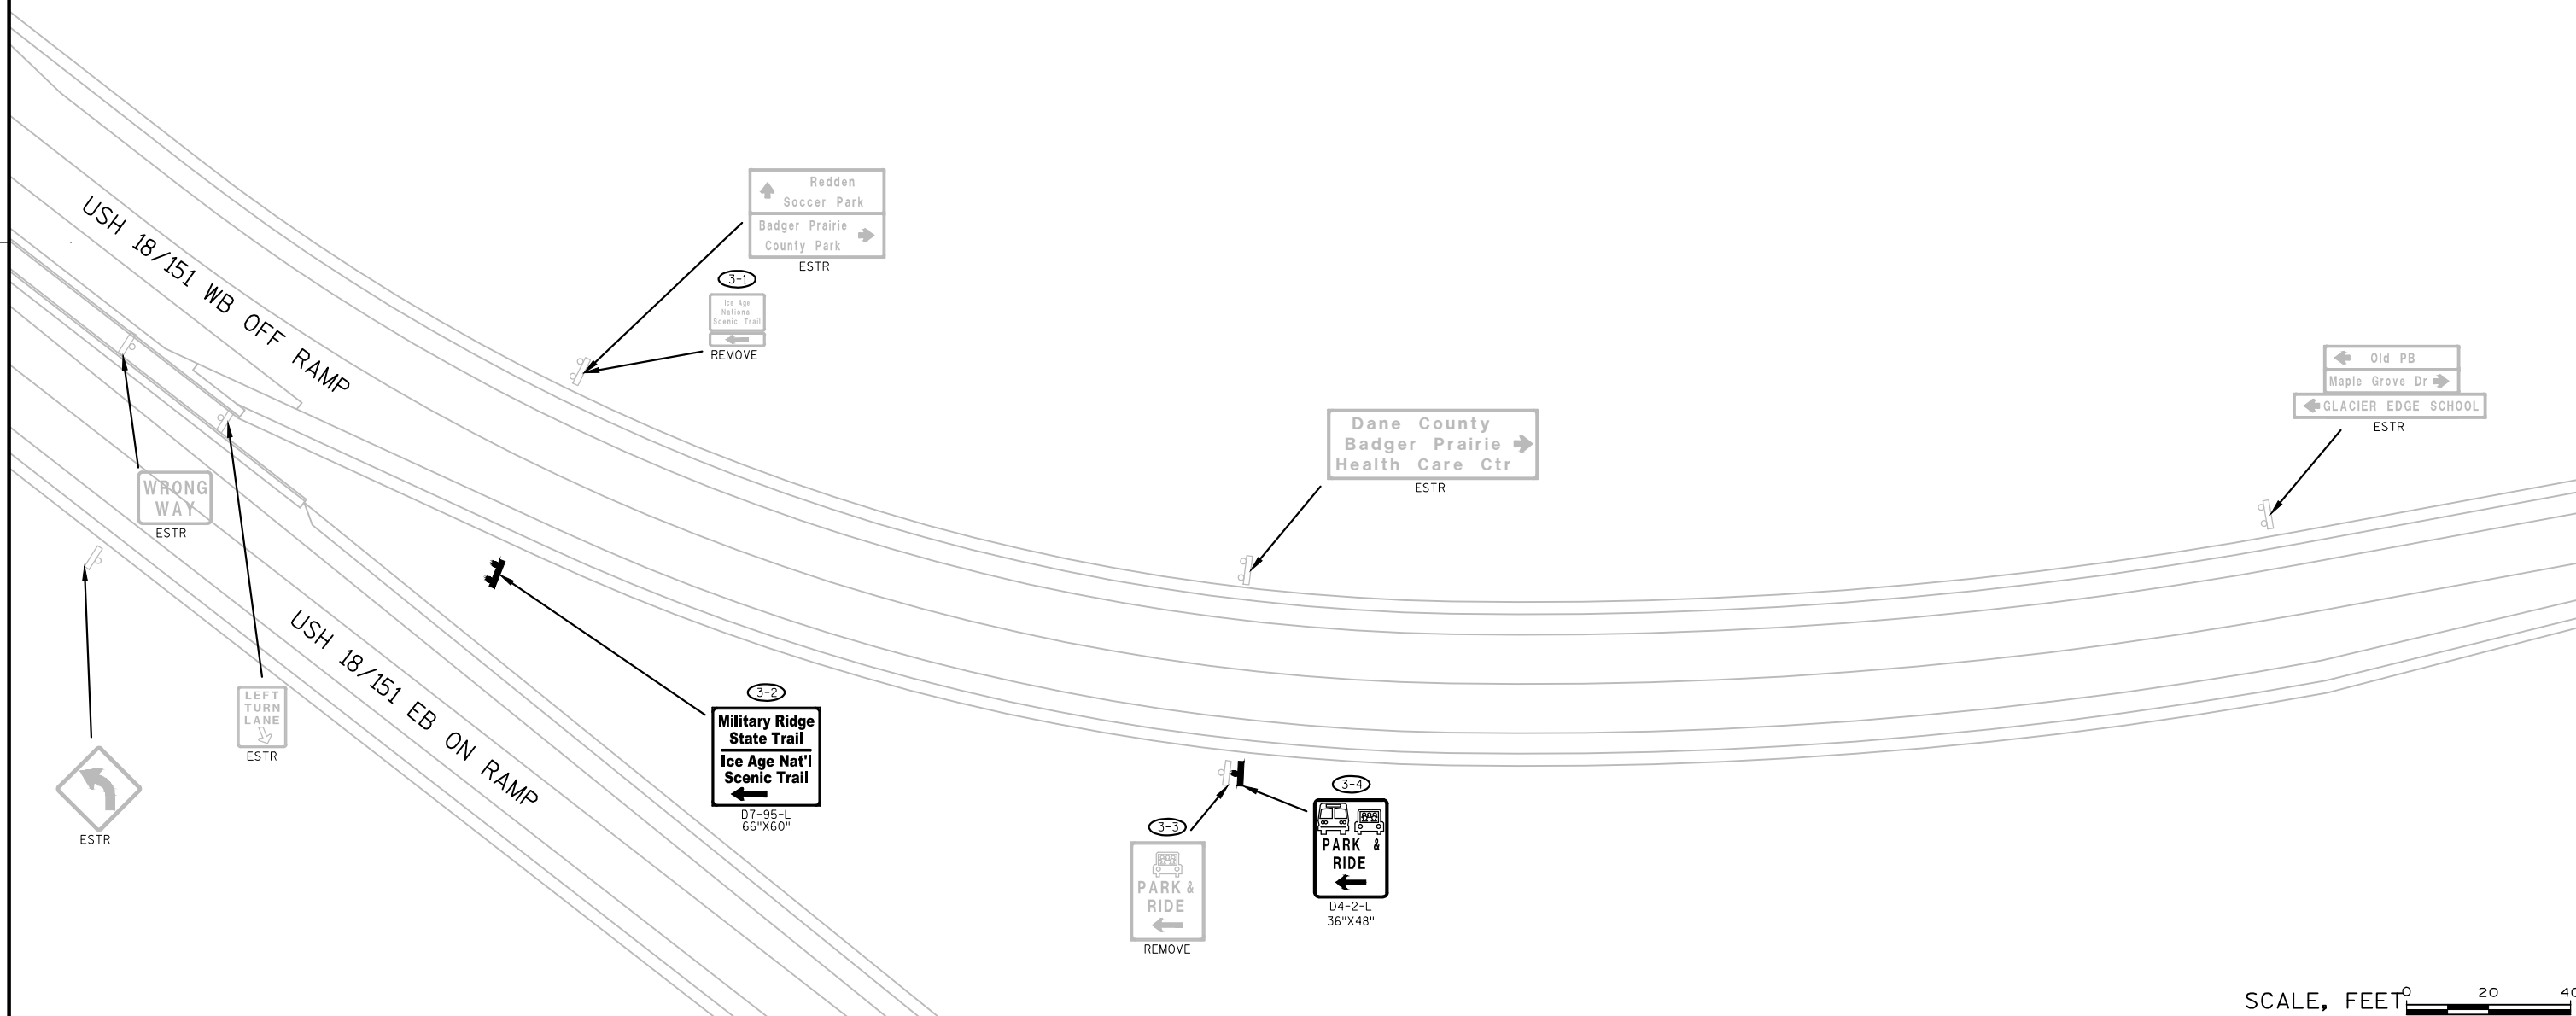 USH 18/151 WB OFF RAMP
Redden
Soccer Park
Badger Prairie
County Park
ESTR
3-1
Ice Age
National
Scenic Trail
REMOVE
Old PB
Maple Grove Dr
GLACIER EDGE SCHOOL
ESTR
Dane County
Badger Prairie
Health Care Ctr
ESTR
WRONG
WAY
ESTR
USH 18/151 EB ON RAMP
LEFT
TURN
LANE
ESTR
ESTR
3-2
Military Ridge
State Trail
Ice Age Nat'l
Scenic Trail
D7-95-L
66"X60"
3-3
PARK &
RIDE
REMOVE
3-4
PARK &
RIDE
D4-2-L
36"X48"
SCALE, FEET 0 20 40